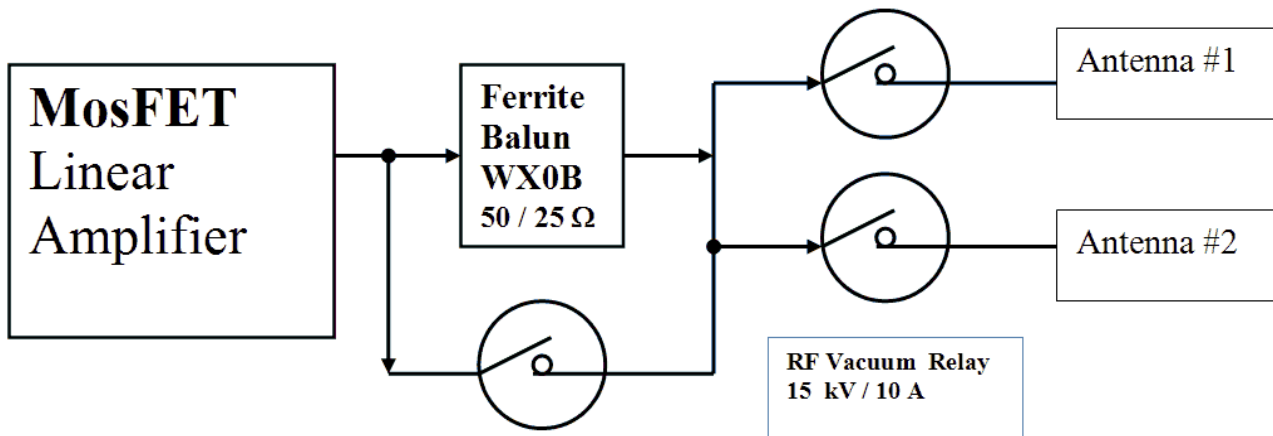 MosFET
Linear
Amplifier
Ferrite
Balun
WX0B
50 / 25 Ω
Antenna #1
Antenna #2
RF Vacuum Relay
15 kV / 10 A